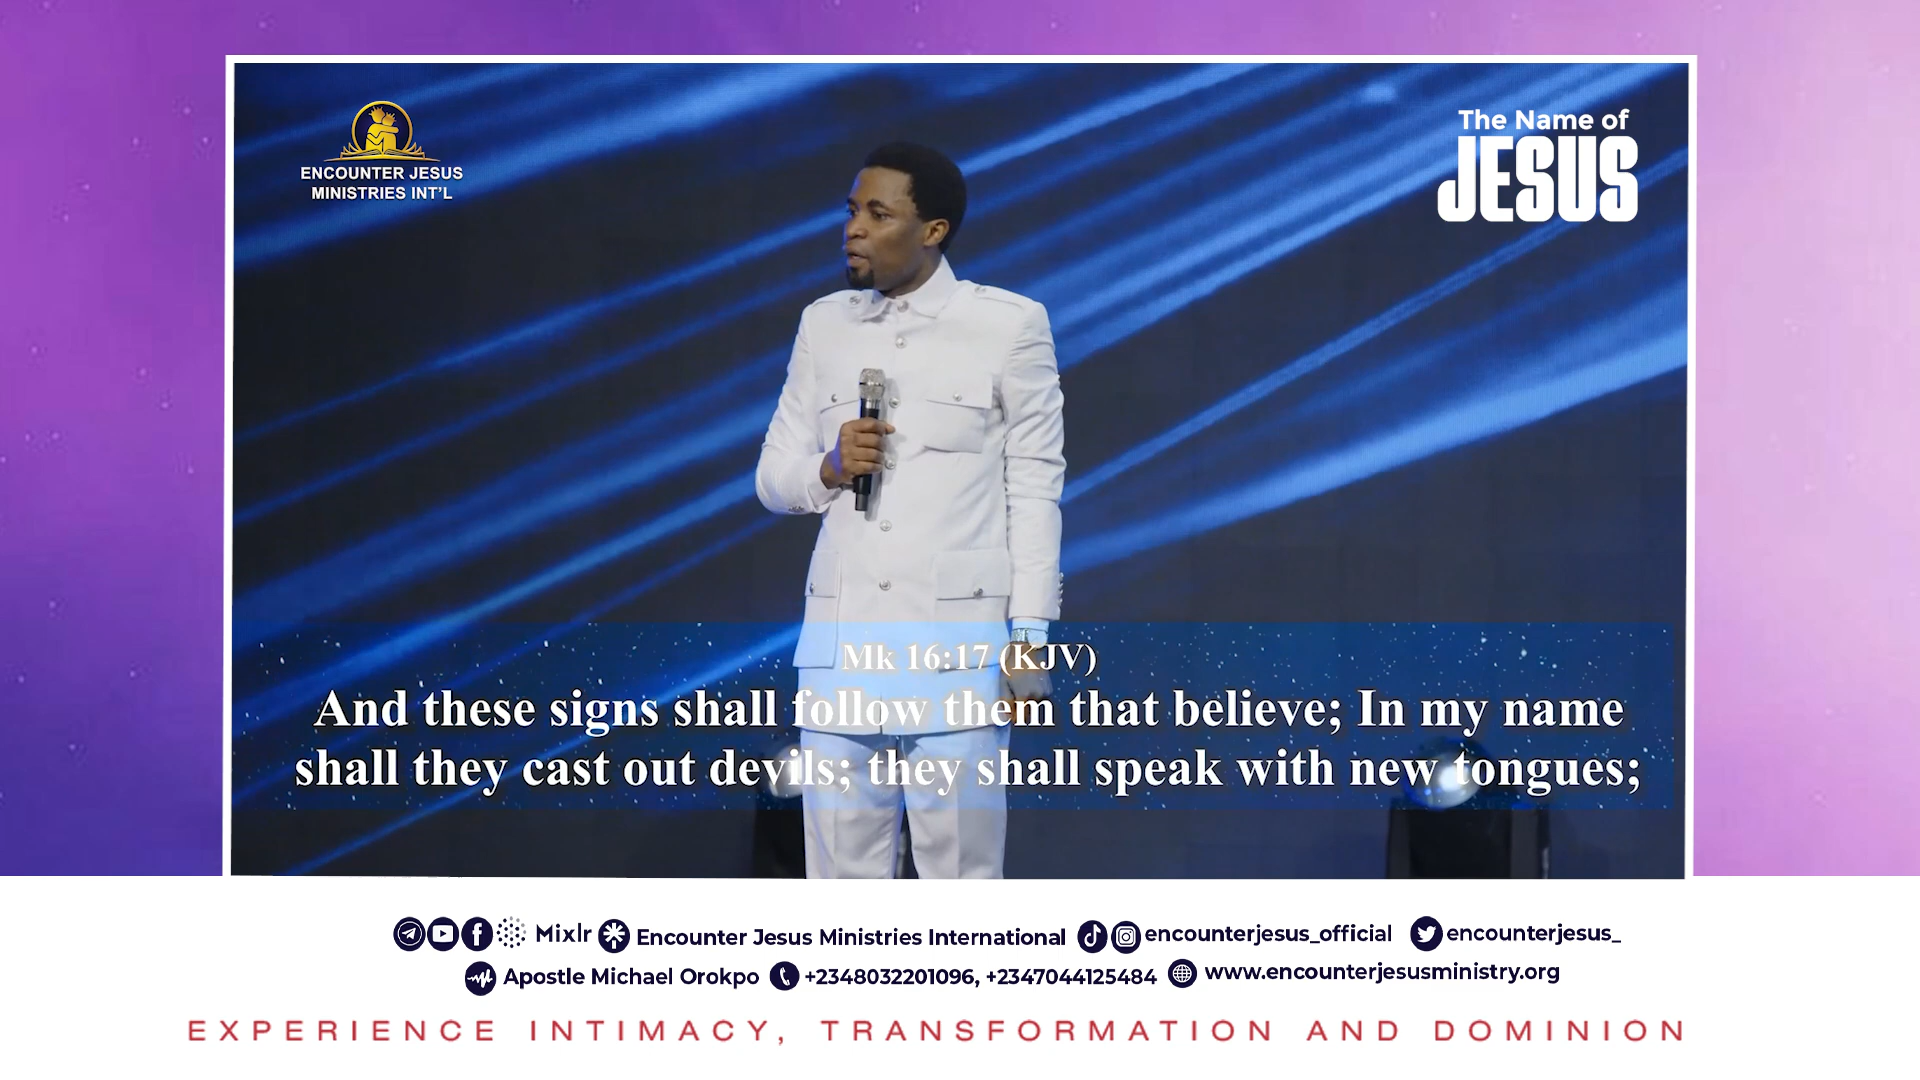 ENCOUNTER JESUS
MINISTRIES INT'L
The Name of
JESUS
Mk 16:17 (KJV)
And these signs shall follow them that believe; In my name
shall they cast out devils; they shall speak with new tongues;
Mixlr Encounter Jesus Ministries International encounterjesus_official encounterjesus_
Apostle Michael Orokpo +2348032201096, +2347044125484 www.encounterjesusministry.org
EXPERIENCE INTIMACY, TRANSFORMATION AND DOMINION